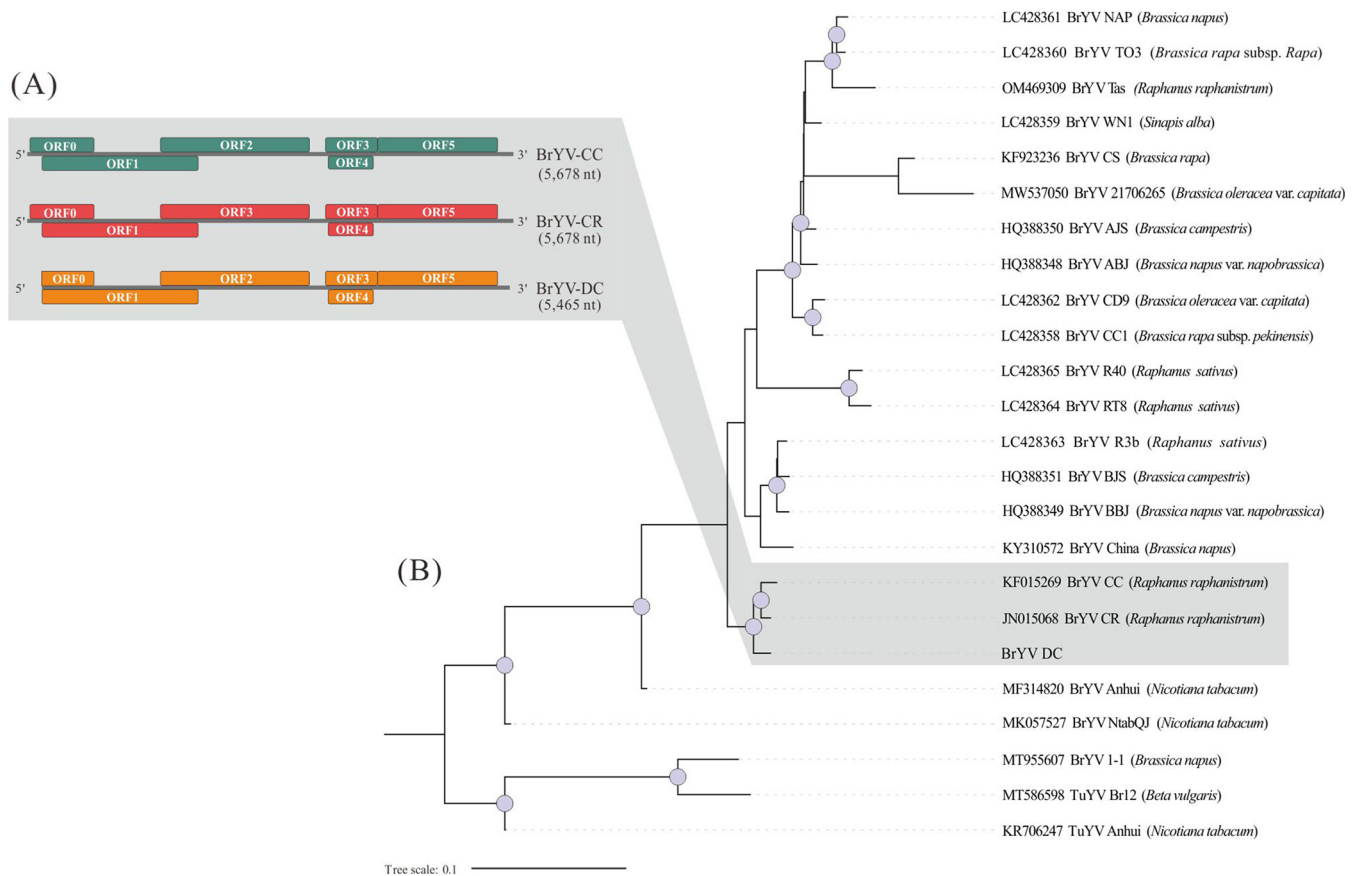 (A)
ORF0
ORF2
ORF3
ORF5
5'
3' BrYV-CC
ORF1
ORF4
(5,678 nt)
ORF0
ORF3
ORF3
ORF5
5'
3' BrYV-CR
ORF1
ORF4
(5,678 nt)
ORF0
ORF2
ORF3
ORF5
5'
3' BrYV-DC
ORF1
ORF4
(5,465 nt)
(B)
LC428361 BrYV NAP (Brassica napus)
LC428360 BrYV TO3 (Brassica rapa subsp. Rapa)
OM469309 BrYV Tas (Raphanus raphanistrum)
LC428359 BrYV WN1 (Sinapis alba)
KF923236 BrYV CS (Brassica rapa)
MW537050 BrYV 21706265 (Brassica oleracea var. capitata)
HQ388350 BrYV AJS (Brassica campestris)
HQ388348 BrYV ABJ (Brassica napus var. napobrassica)
LC428362 BrYV CD9 (Brassica oleracea var. capitata)
LC428358 BrYV CC1 (Brassica rapa subsp. pekinensis)
LC428365 BrYV R40 (Raphanus sativus)
LC428364 BrYV RT8 (Raphanus sativus)
LC428363 BrYV R3b (Raphanus sativus)
HQ388351 BrYV BJS (Brassica campestris)
HQ388349 BrYV BBJ (Brassica napus var. napobrassica)
KY310572 BrYV China (Brassica napus)
KF015269 BrYV CC (Raphanus raphanistrum)
JN015068 BrYV CR (Raphanus raphanistrum)
BrYV DC
MF314820 BrYV Anhui (Nicotiana tabacum)
MK057527 BrYV NtabQJ (Nicotiana tabacum)
MT955607 BrYV 1-1 (Brassica napus)
MT586598 TuYV Br12 (Beta vulgaris)
KR706247 TuYV Anhui (Nicotiana tabacum)
Tree scale: 0.1